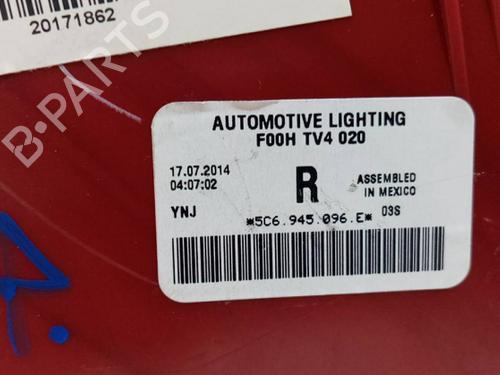 20171862
B-PARTS
AUTOMOTIVE LIGHTING
F00H TV4 020
17.07.2014
04:07:02
R
ASSEMBLED
IN MEXICO
YNJ
*5C6.945.096.E*
03S